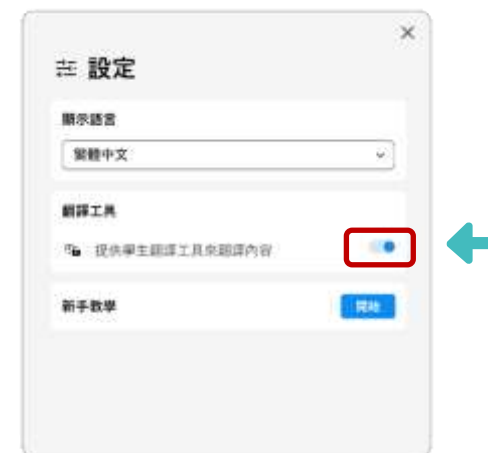 設定
顯示語言
繁體中文
翻譯工具
提供學生翻譯工具來翻譯內容
新手教學
開始